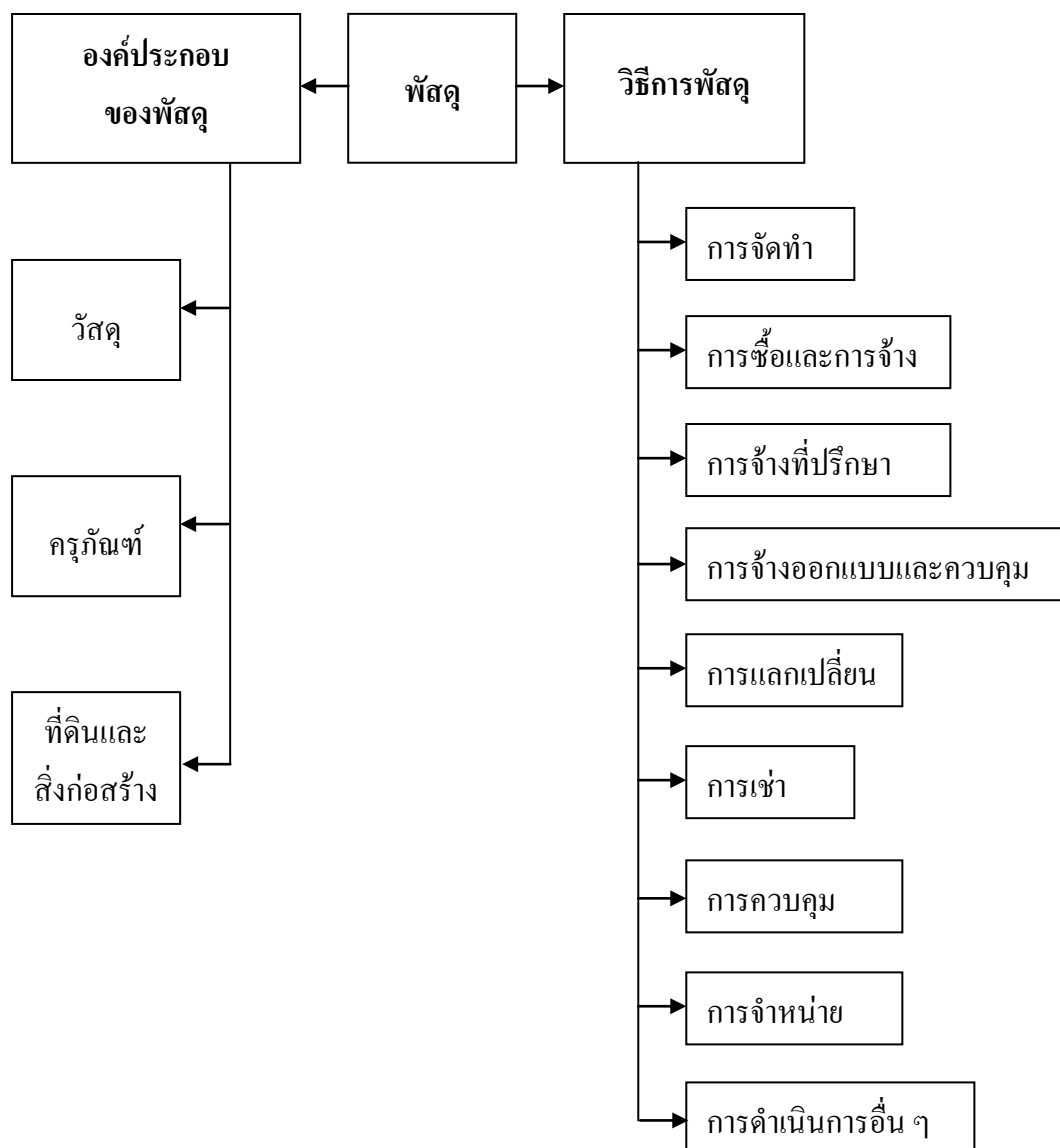 องค์ประกอบ
ของพัสดุ
พัสดุ
วิธีการพัสดุ
วัสดุ
ครุภัณฑ์
ที่ดินและ
สิ่งก่อสร้าง
การจัดทำ
การซื้อและการจ้าง
การจ้างที่ปรึกษา
การจ้างออกแบบและควบคุม
การแลกเปลี่ยน
การเช่า
การควบคุม
การจำหน่าย
การดำเนินการอื่น ๆ